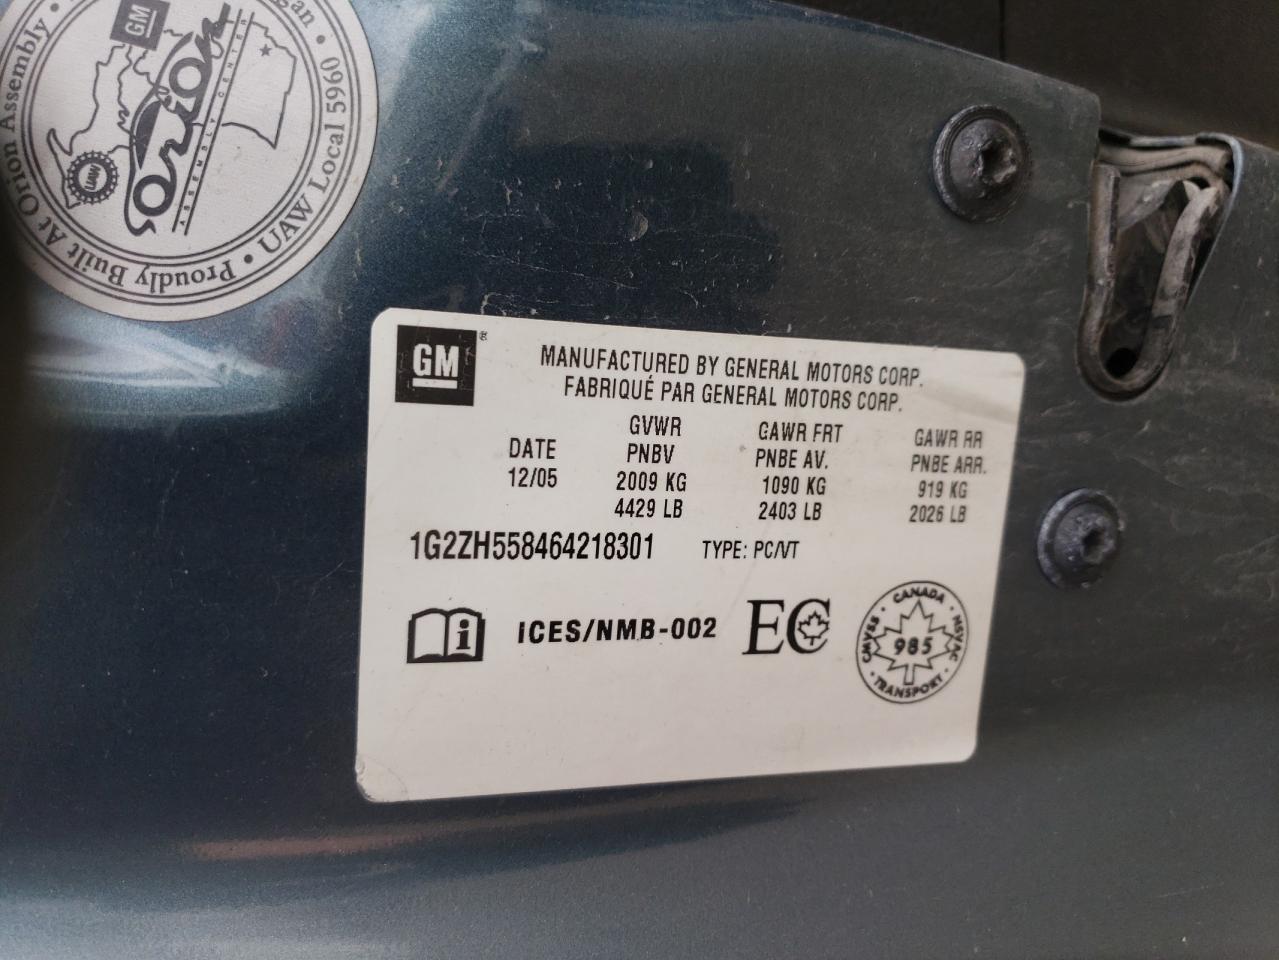 GM
Orion
ASSEMBLY CENTER
UAW
Proudly Built At Orion Assembly •
• UAW Local 5960 •
GM®
MANUFACTURED BY GENERAL MOTORS CORP.
FABRIQUÉ PAR GENERAL MOTORS CORP.
DATE GVWR GAWR FRT GAWR RR
PNBV PNBE AV. PNBE ARR.
12/05 2009 KG 1090 KG 919 KG
4429 LB 2403 LB 2026 LB
1G2ZH558464218301 TYPE: PC/VT
i ICES/NMB-002 EC
CANADA
CMVSS 985 NSVAC
TRANSPORT